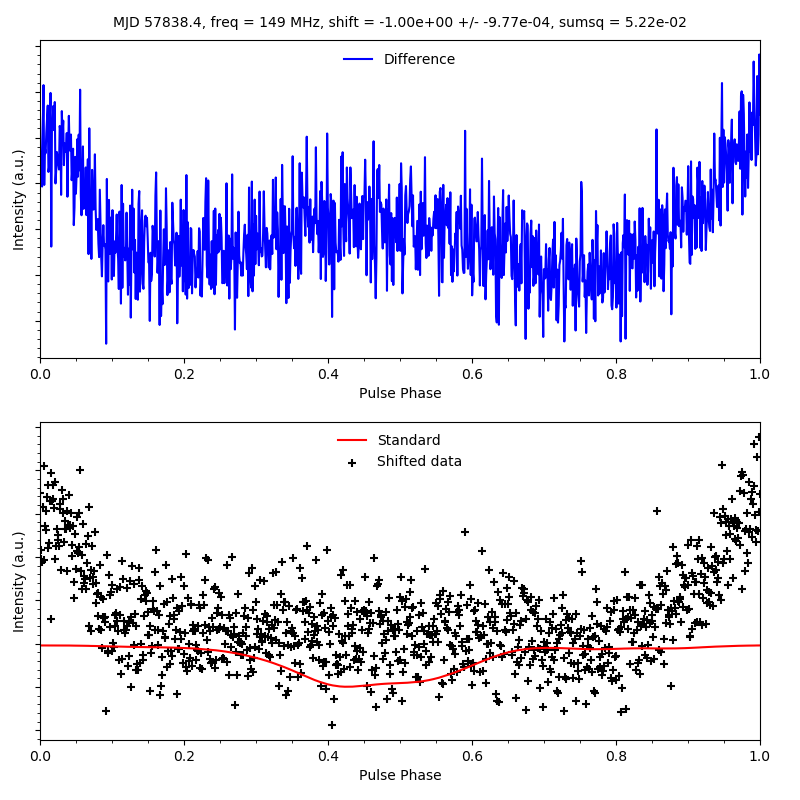 MJD 57838.4, freq = 149 MHz, shift = -1.00e+00 +/- -9.77e-04, sumsq = 5.22e-02
Difference
Intensity (a.u.)
0.0 0.2 0.4 0.6 0.8 1.0
Pulse Phase
Standard
Shifted data
Intensity (a.u.)
0.0 0.2 0.4 0.6 0.8 1.0
Pulse Phase